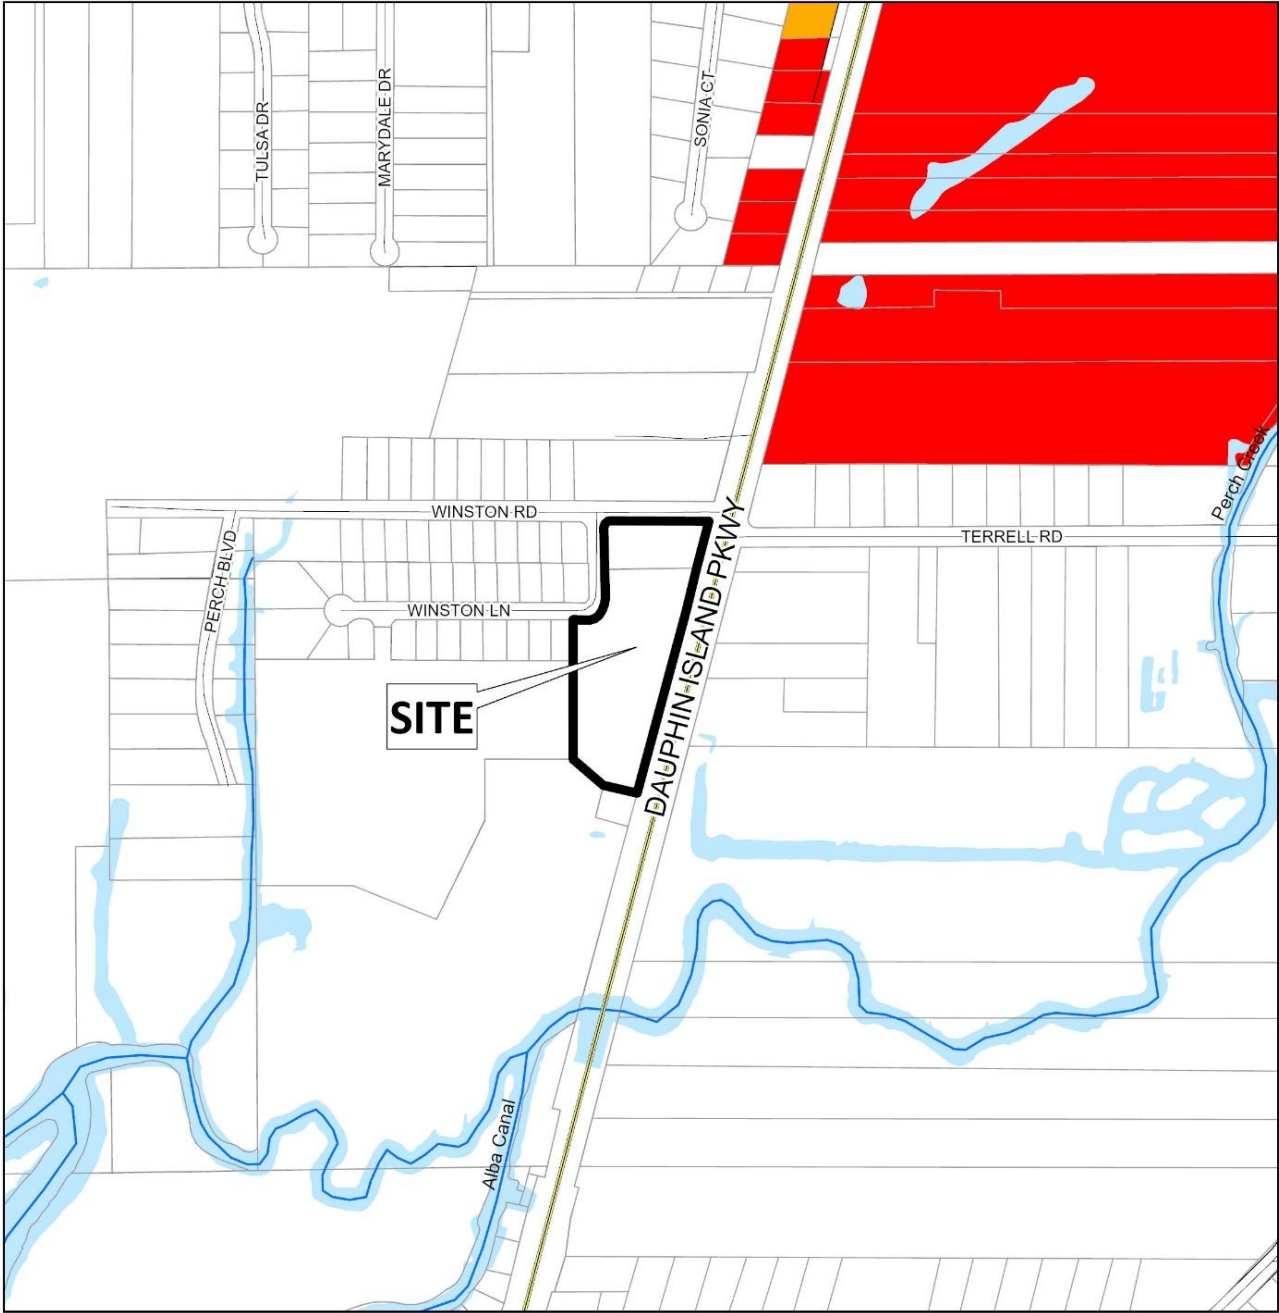 TULSA DR
MARYDALE DR
SONIA CT
Perch Creek
WINSTON RD
TERRELL RD
PERCH BLVD
WINSTON LN
DAUPHIN ISLAND PKWY
SITE
Alba Canal